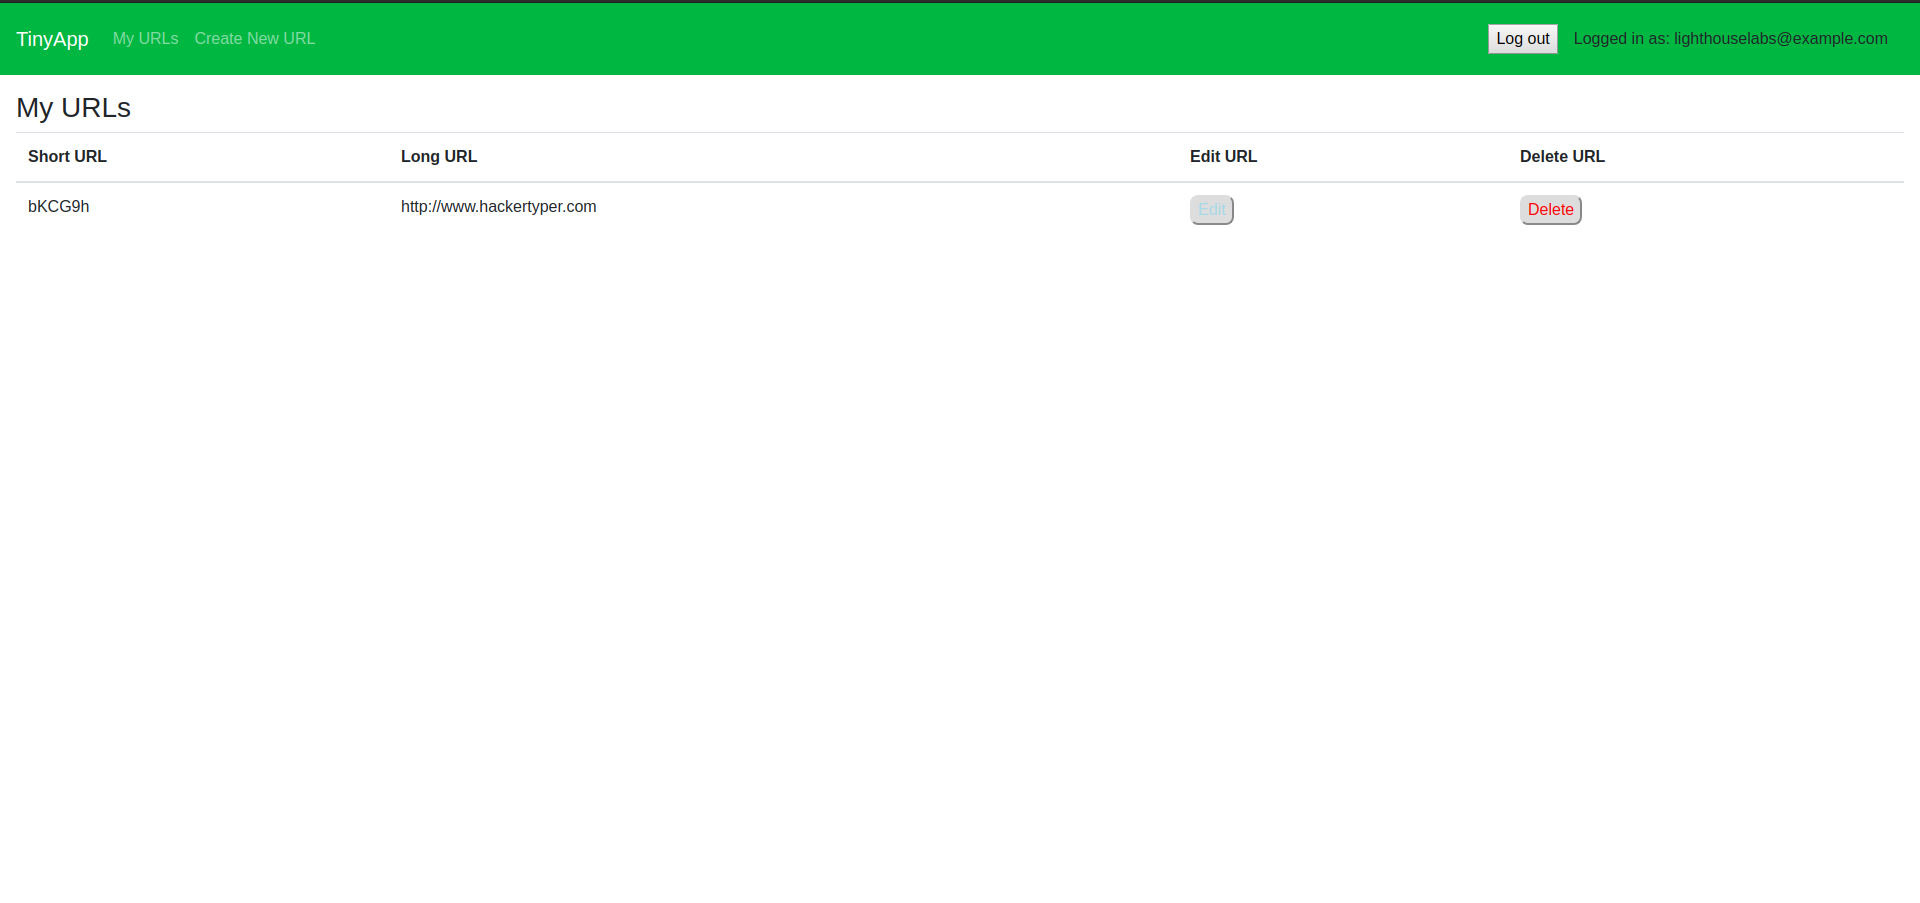 TinyApp My URLs Create New URL Log out Logged in as: lighthouselabs@example.com
My URLs
Short URL Long URL Edit URL Delete URL
bKCG9h http://www.hackertyper.com Edit Delete